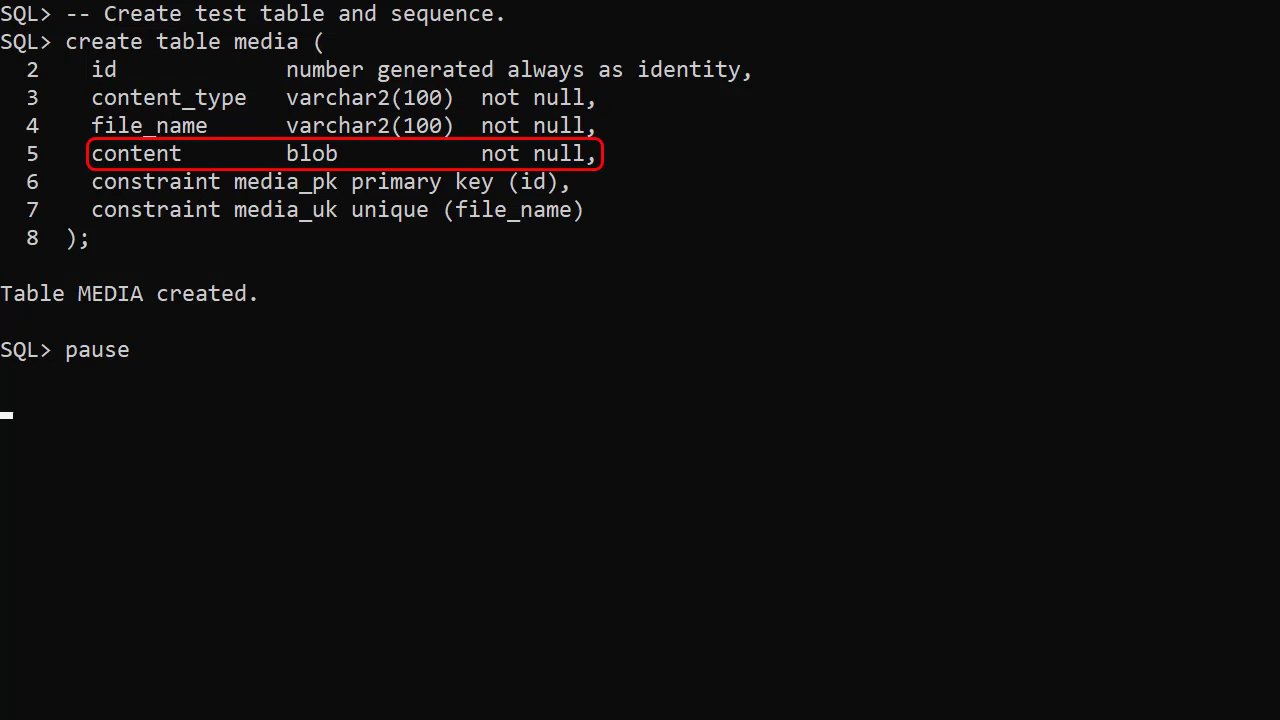 SQL> -- Create test table and sequence.
SQL> create table media (
  2    id             number generated always as identity,
  3    content_type   varchar2(100)  not null,
  4    file_name      varchar2(100)  not null,
  5    content        blob           not null,
  6    constraint media_pk primary key (id),
  7    constraint media_uk unique (file_name)
  8  );
Table MEDIA created.
SQL> pause